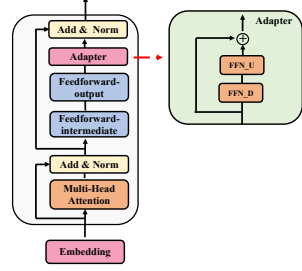 Add & Norm
Adapter
Feedforward-
output
Feedforward-
intermediate
Add & Norm
Multi-Head
Attention
Embedding
Adapter
FFN_U
FFN_D